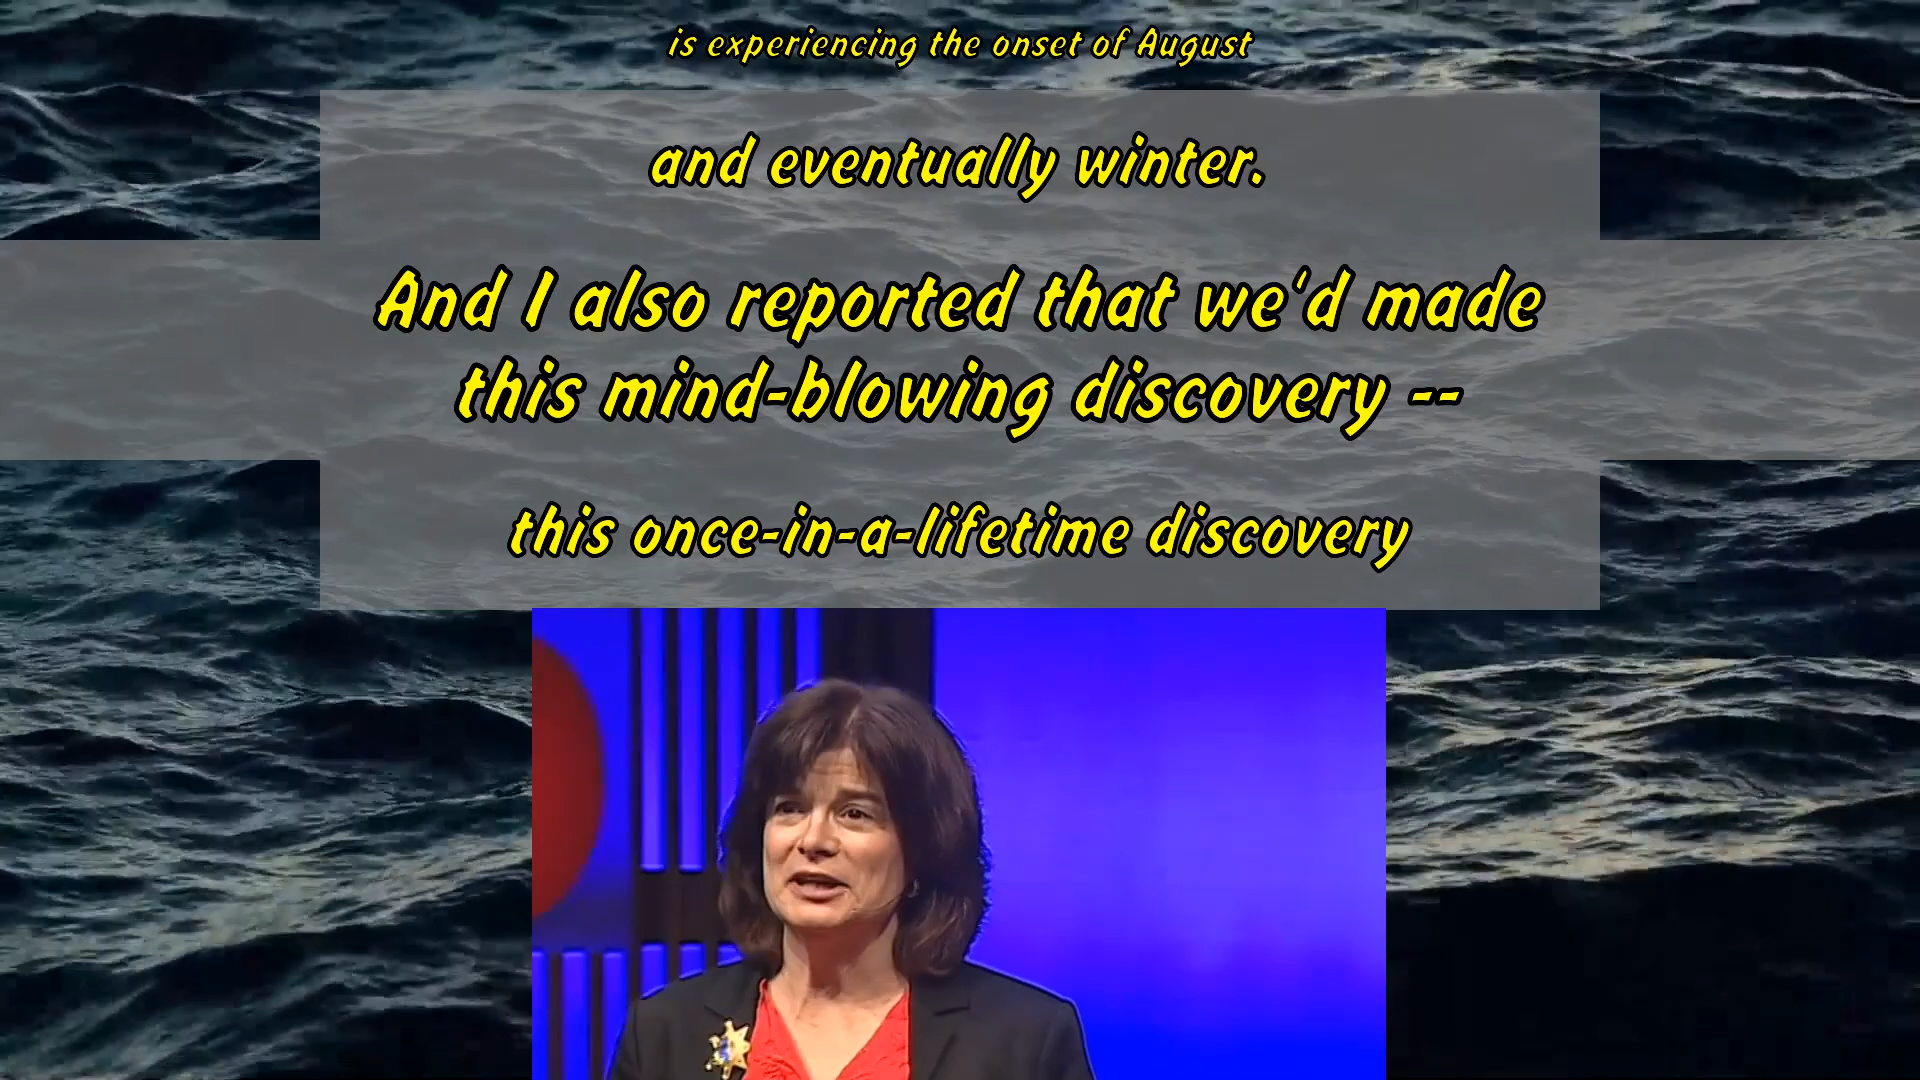 is experiencing the onset of August
and eventually winter.
And I also reported that we'd made
this mind-blowing discovery --
this once-in-a-lifetime discovery